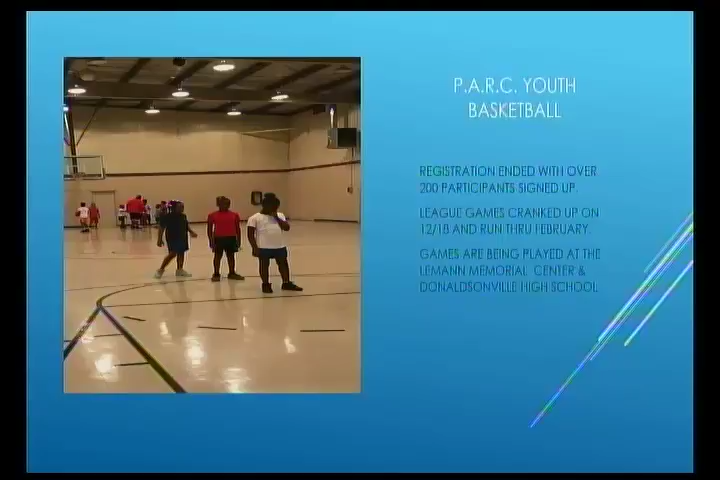 P.A.R.C. YOUTH
BASKETBALL
REGISTRATION ENDED WITH OVER
200 PARTICIPANTS SIGNED UP.
LEAGUE GAMES CRANKED UP ON
12/18 AND RUN THRU FEBRUARY.
GAMES ARE BEING PLAYED AT THE
LEMANN MEMORIAL CENTER &
DONALDSONVILLE HIGH SCHOOL